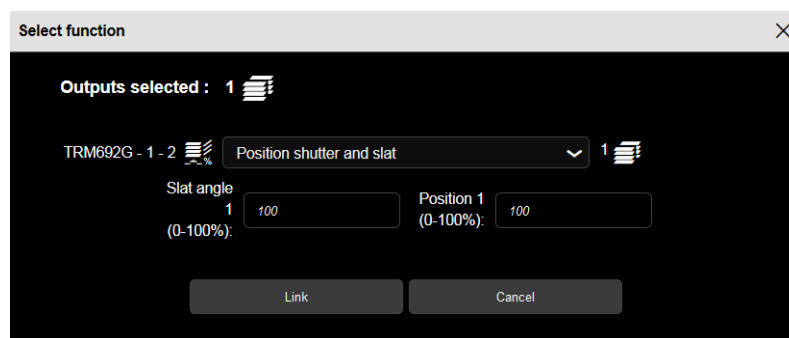 Select function
Outputs selected : 1
TRM692G - 1 - 2 % Position shutter and slat 1
Slat angle
1
(0-100%):
100
Position 1
(0-100%):
100
Link Cancel